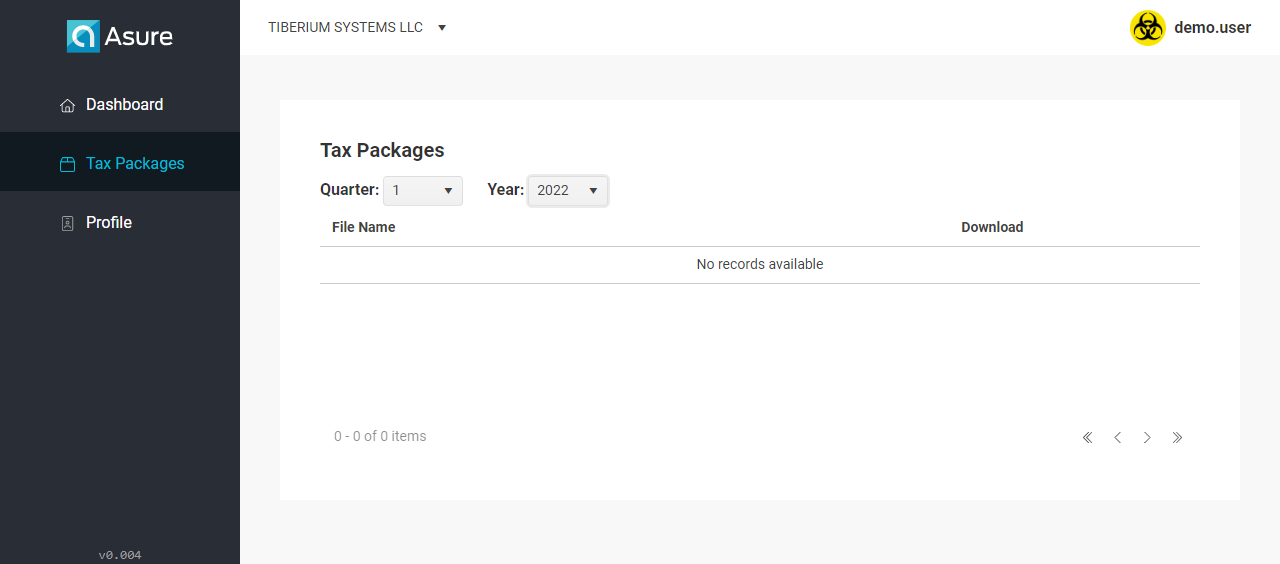 Asure
TIBERIUM SYSTEMS LLC
demo.user
Dashboard
Tax Packages
Profile
v0.004
Tax Packages
Quarter: 1 Year: 2022
File Name Download
No records available
0 - 0 of 0 items